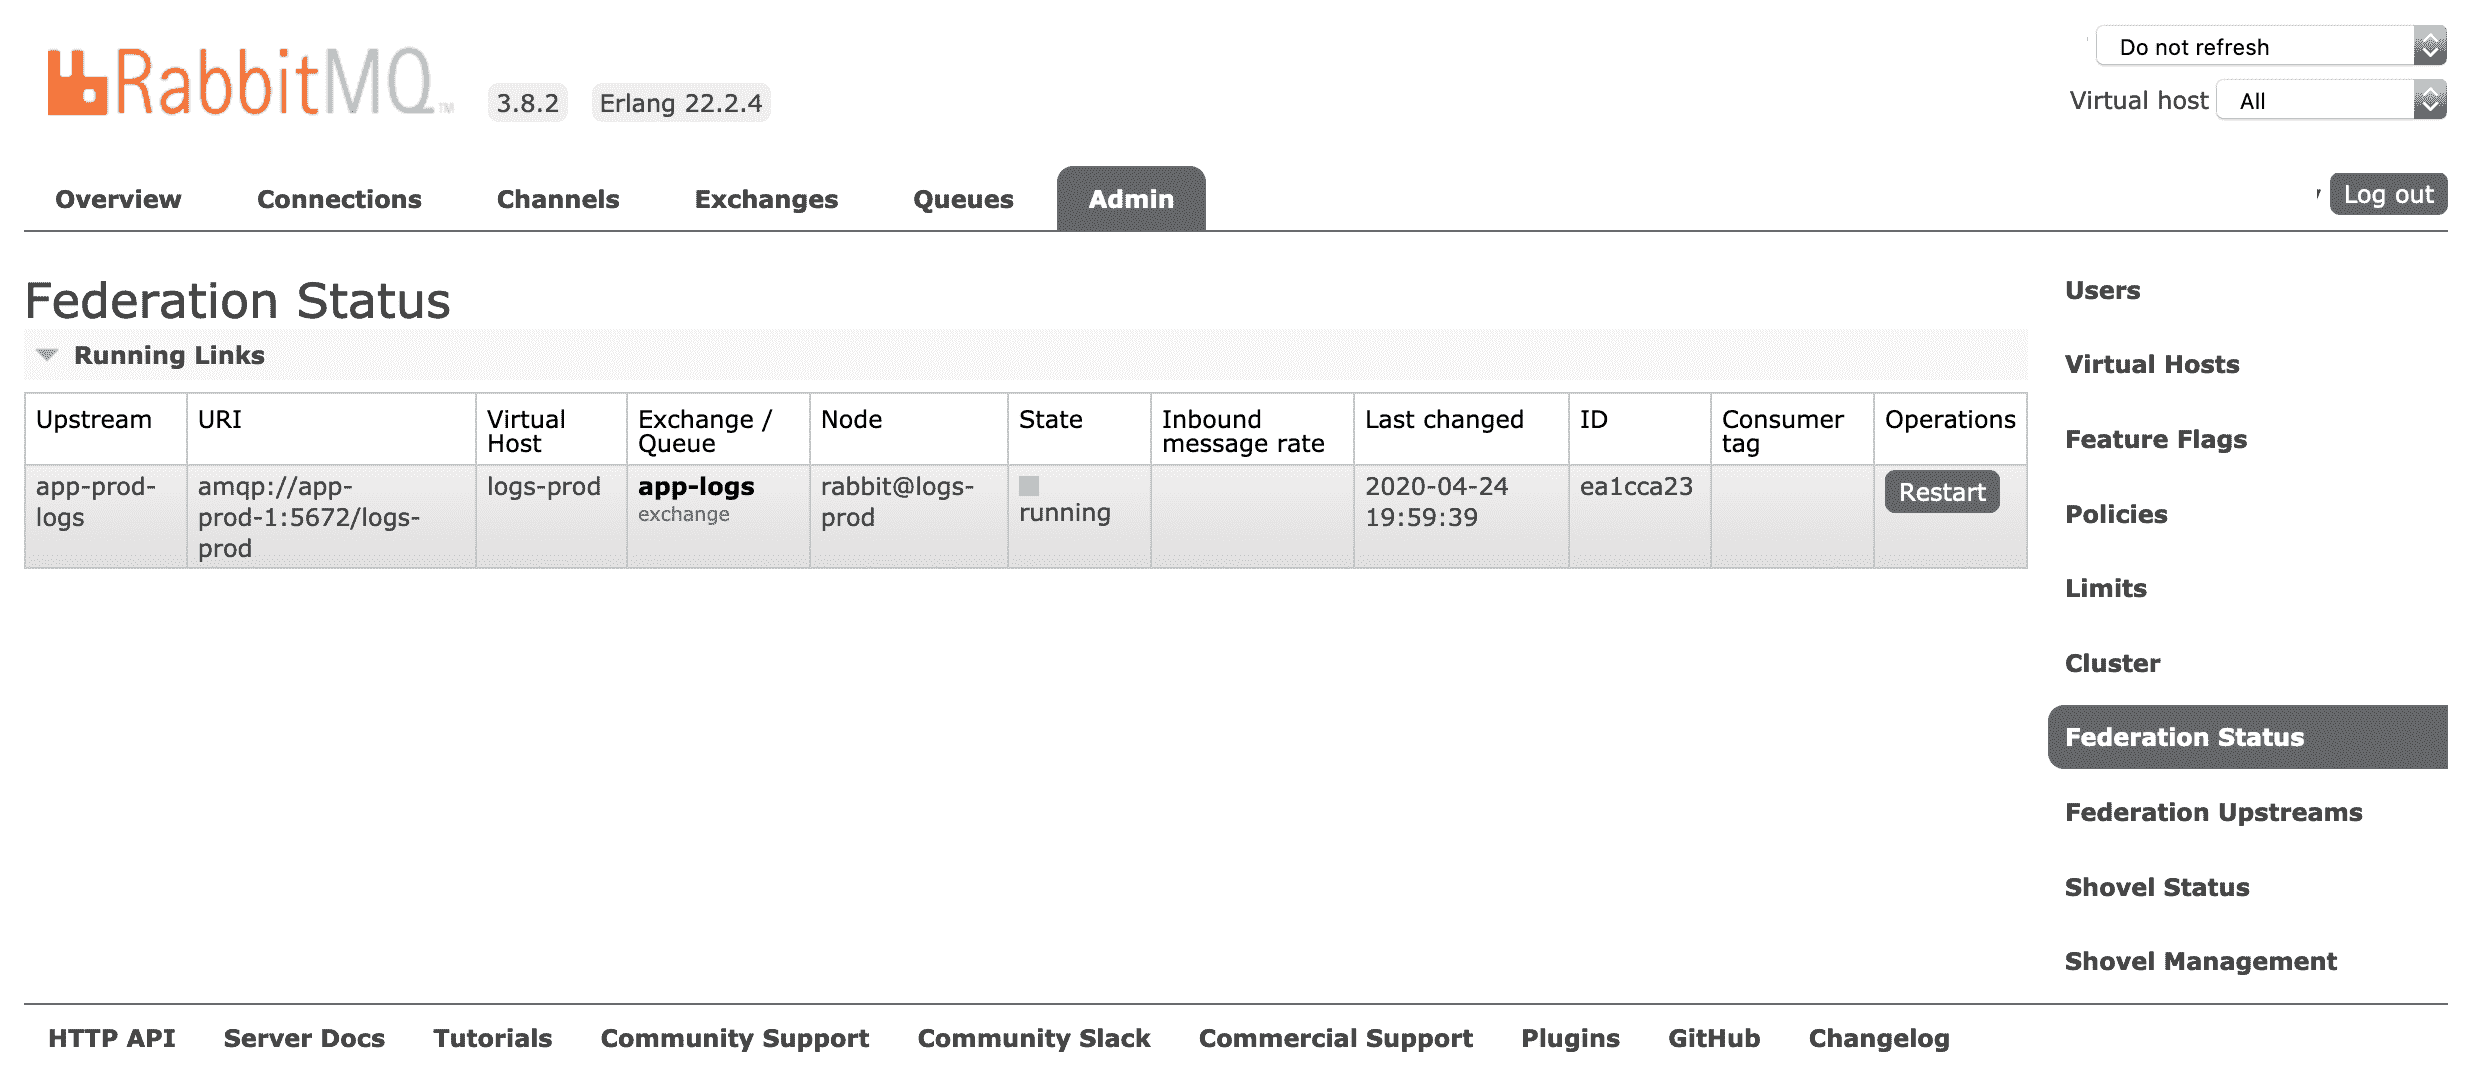 RabbitMQ™ 3.8.2 Erlang 22.2.4
Do not refresh
Virtual host All
Overview Connections Channels Exchanges Queues Admin Log out
Federation Status
Running Links
Upstream URI Virtual Host Exchange / Queue Node State Inbound message rate Last changed ID Consumer tag Operations
app-prod-logs amqp://app-prod-1:5672/logs-prod logs-prod app-logs exchange rabbit@logs-prod running 2020-04-24 19:59:39 ea1cca23 Restart
Users
Virtual Hosts
Feature Flags
Policies
Limits
Cluster
Federation Status
Federation Upstreams
Shovel Status
Shovel Management
HTTP API Server Docs Tutorials Community Support Community Slack Commercial Support Plugins GitHub Changelog